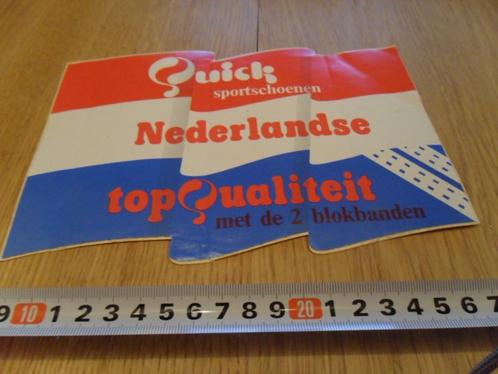 Quick
sportschoenen
Nederlandse
topQualiteit
met de 2 blokbanden
9 10 1 2 3 4 5 6 7 8 9 20 1 2 3 4 5 6 7